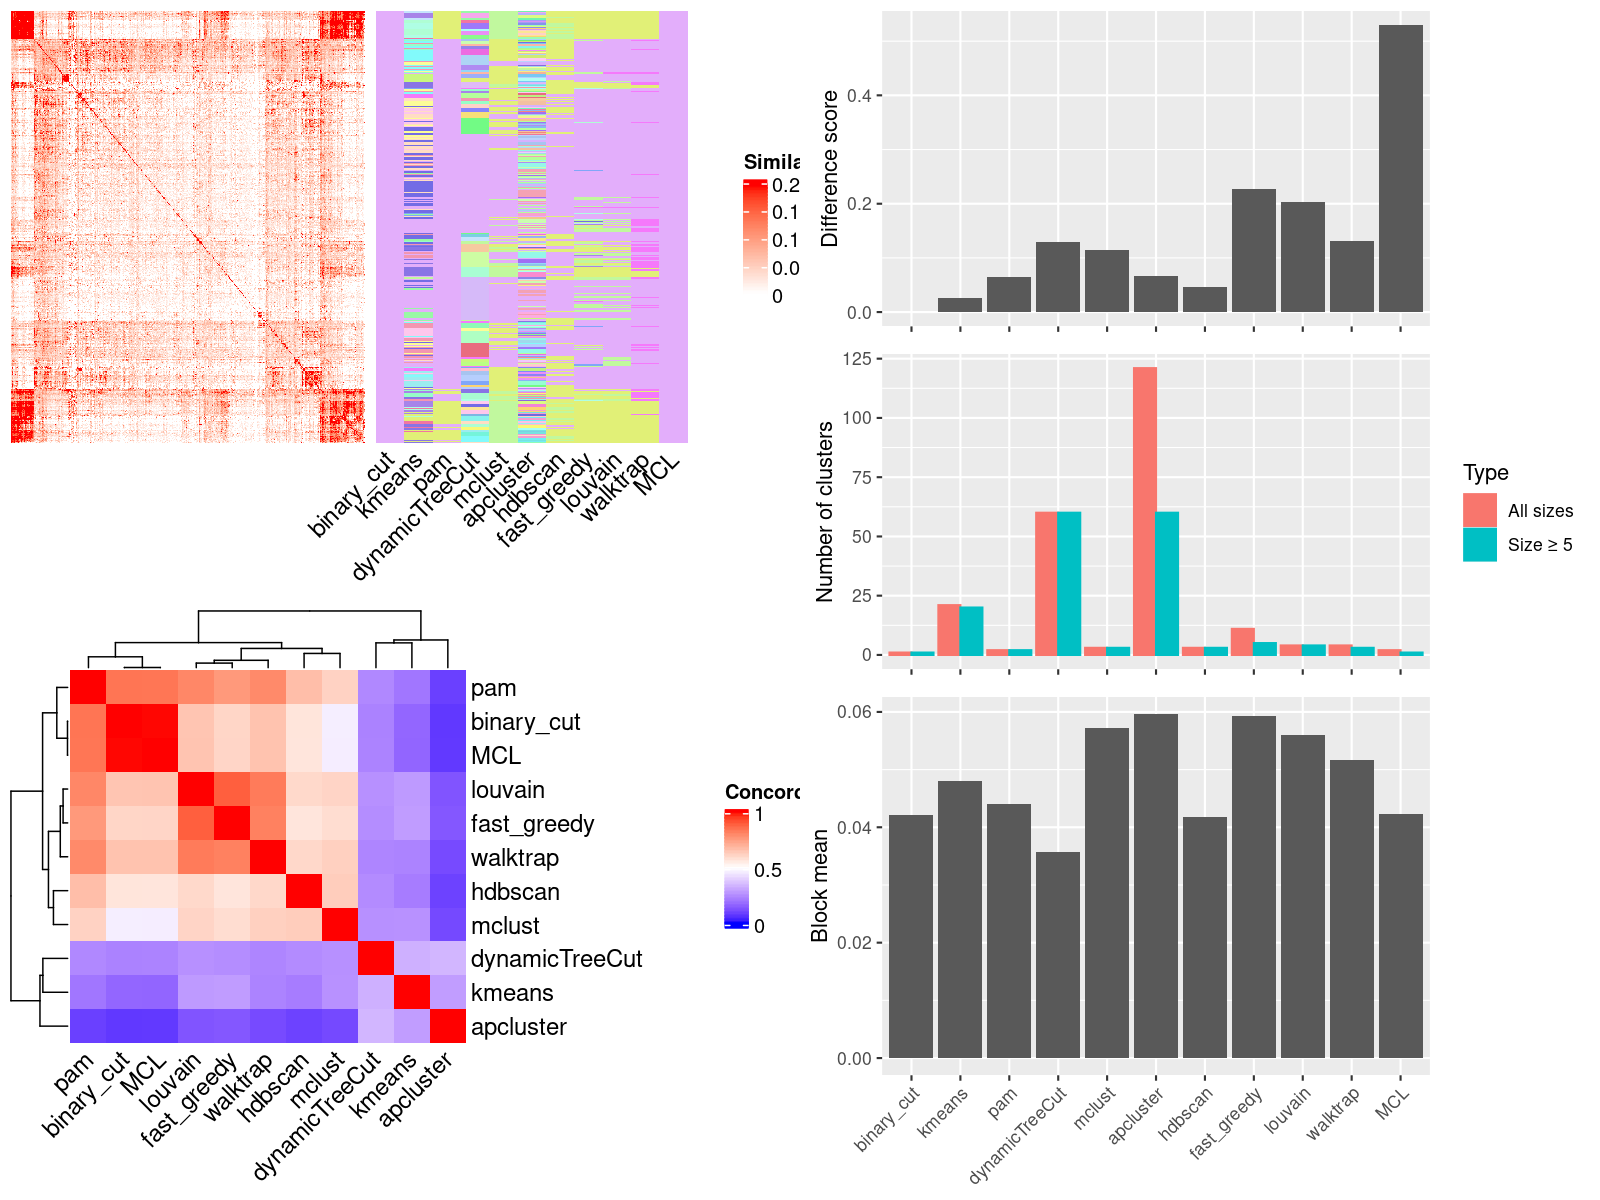 Simila
0.2
0.1
0.1
0.0
0
binary_cut
kmeans
pam
dynamicTreeCut
mclust
apcluster
hdbscan
fast_greedy
louvain
walktrap
MCL
Difference score
0.4
0.2
0.0
Number of clusters
125
100
75
50
25
0
Type
All sizes
Size ≥ 5
pam
binary_cut
MCL
louvain
fast_greedy
walktrap
hdbscan
mclust
dynamicTreeCut
kmeans
apcluster
pam
binary_cut
MCL
louvain
fast_greedy
walktrap
hdbscan
mclust
dynamicTreeCut
kmeans
apcluster
Concord
1
0.5
0
Block mean
0.06
0.04
0.02
0.00
binary_cut
kmeans
pam
dynamicTreeCut
mclust
apcluster
hdbscan
fast_greedy
louvain
walktrap
MCL